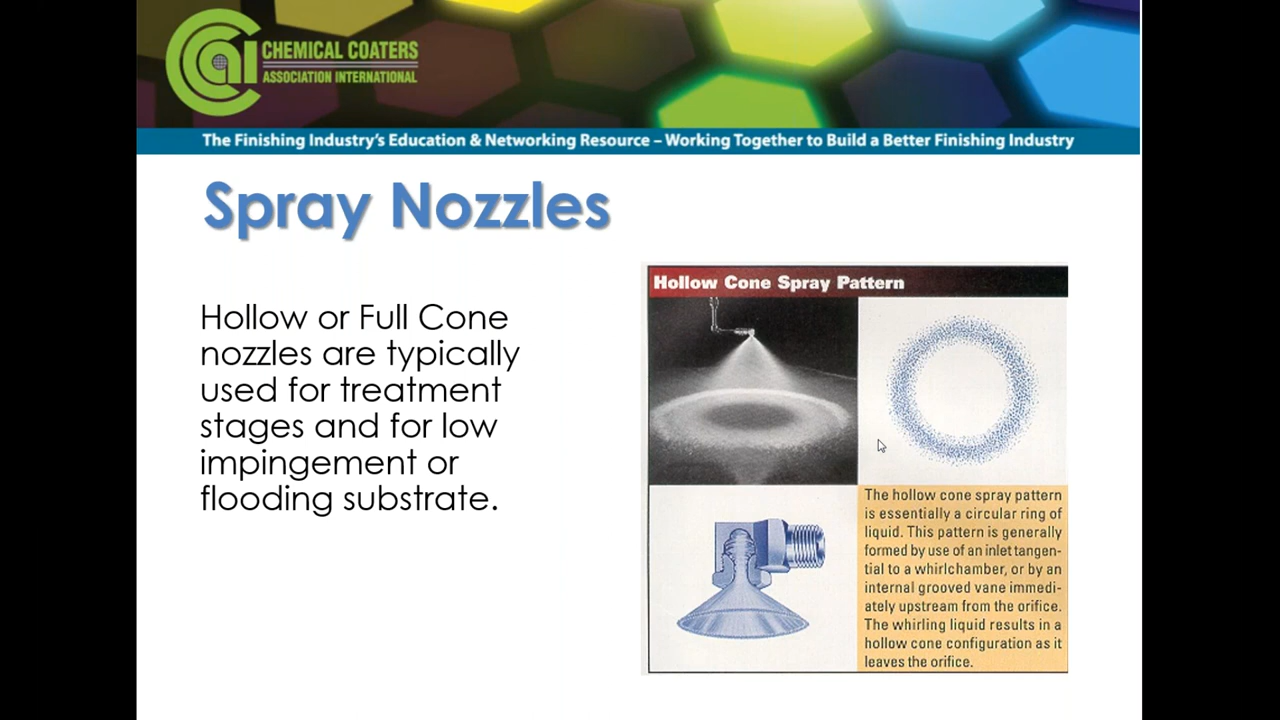 CCAI CHEMICAL COATERS
ASSOCIATION INTERNATIONAL
The Finishing Industry's Education & Networking Resource – Working Together to Build a Better Finishing Industry
Spray Nozzles
Hollow or Full Cone
nozzles are typically
used for treatment
stages and for low
impingement or
flooding substrate.
Hollow Cone Spray Pattern
The hollow cone spray pattern
is essentially a circular ring of
liquid. This pattern is generally
formed by use of an inlet tangen-
tial to a whirlchamber, or by an
internal grooved vane immedi-
ately upstream from the orifice.
The whirling liquid results in a
hollow cone configuration as it
leaves the orifice.